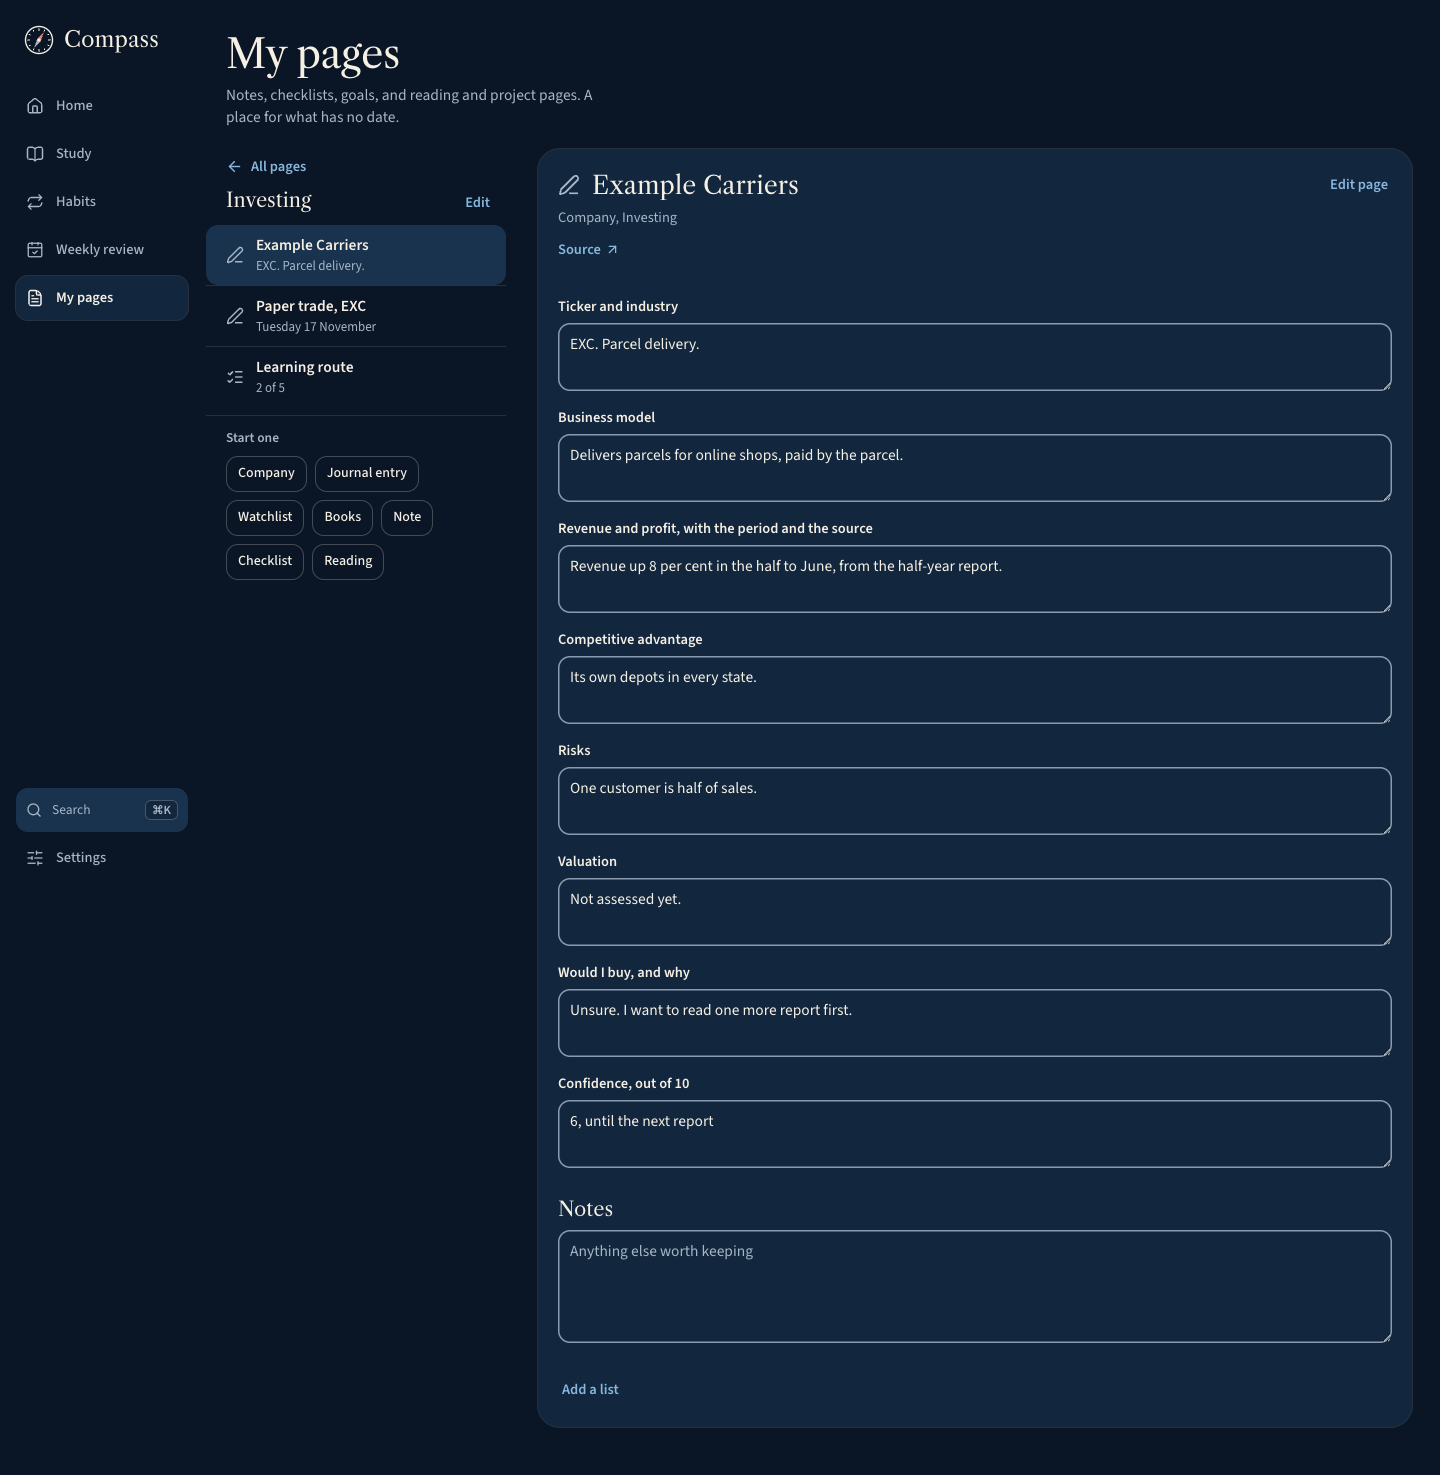 Compass
Home
Study
Habits
Weekly review
My pages
Search
⌘K
Settings
My pages
Notes, checklists, goals, and reading and project pages. A
place for what has no date.
All pages
Investing
Edit
Example Carriers
EXC. Parcel delivery.
Paper trade, EXC
Tuesday 17 November
Learning route
2 of 5
Start one
Company
Journal entry
Watchlist
Books
Note
Checklist
Reading
Example Carriers
Edit page
Company, Investing
Source
Ticker and industry
EXC. Parcel delivery.
Business model
Delivers parcels for online shops, paid by the parcel.
Revenue and profit, with the period and the source
Revenue up 8 per cent in the half to June, from the half-year report.
Competitive advantage
Its own depots in every state.
Risks
One customer is half of sales.
Valuation
Not assessed yet.
Would I buy, and why
Unsure. I want to read one more report first.
Confidence, out of 10
6, until the next report
Notes
Anything else worth keeping
Add a list